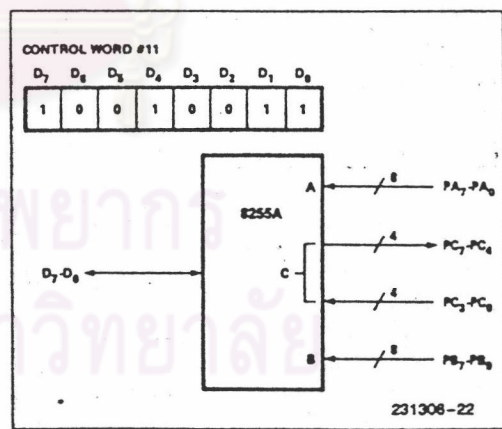 CONTROL WORD #11
D7 D6 D5 D4 D3 D2 D1 D0
1 0 0 1 0 0 1 1
A 8 PA7-PA0
8255A
4 PC7-PC4
D7-D0 C
4 PC3-PC0
B 8 PB7-PB0
231306-22